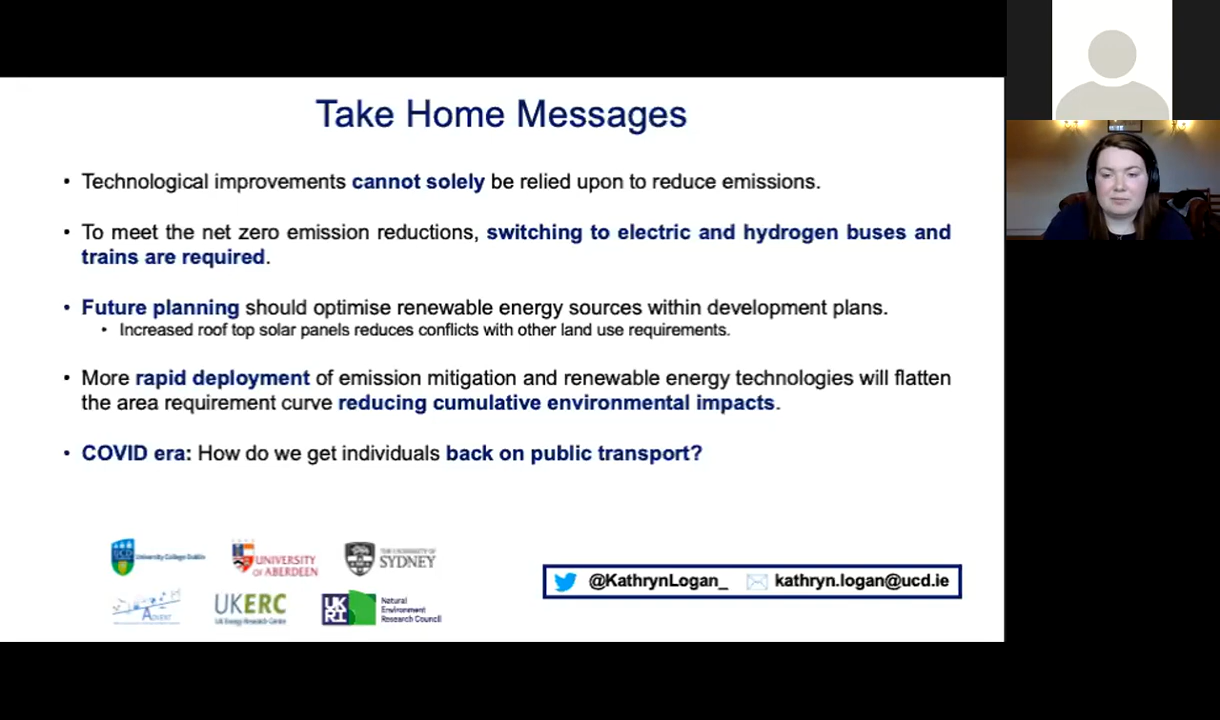 Take Home Messages
• Technological improvements cannot solely be relied upon to reduce emissions.
• To meet the net zero emission reductions, switching to electric and hydrogen buses and
trains are required.
• Future planning should optimise renewable energy sources within development plans.
• Increased roof top solar panels reduces conflicts with other land use requirements.
• More rapid deployment of emission mitigation and renewable energy technologies will flatten
the area requirement curve reducing cumulative environmental impacts.
• COVID era: How do we get individuals back on public transport?
UCD University College Dublin
UNIVERSITY
OF ABERDEEN
THE UNIVERSITY OF
SYDNEY
ADVENT
UKERC
UK Energy Research Centre
UK
RI
Natural
Environment
Research Council
@KathrynLogan_ kathryn.logan@ucd.ie